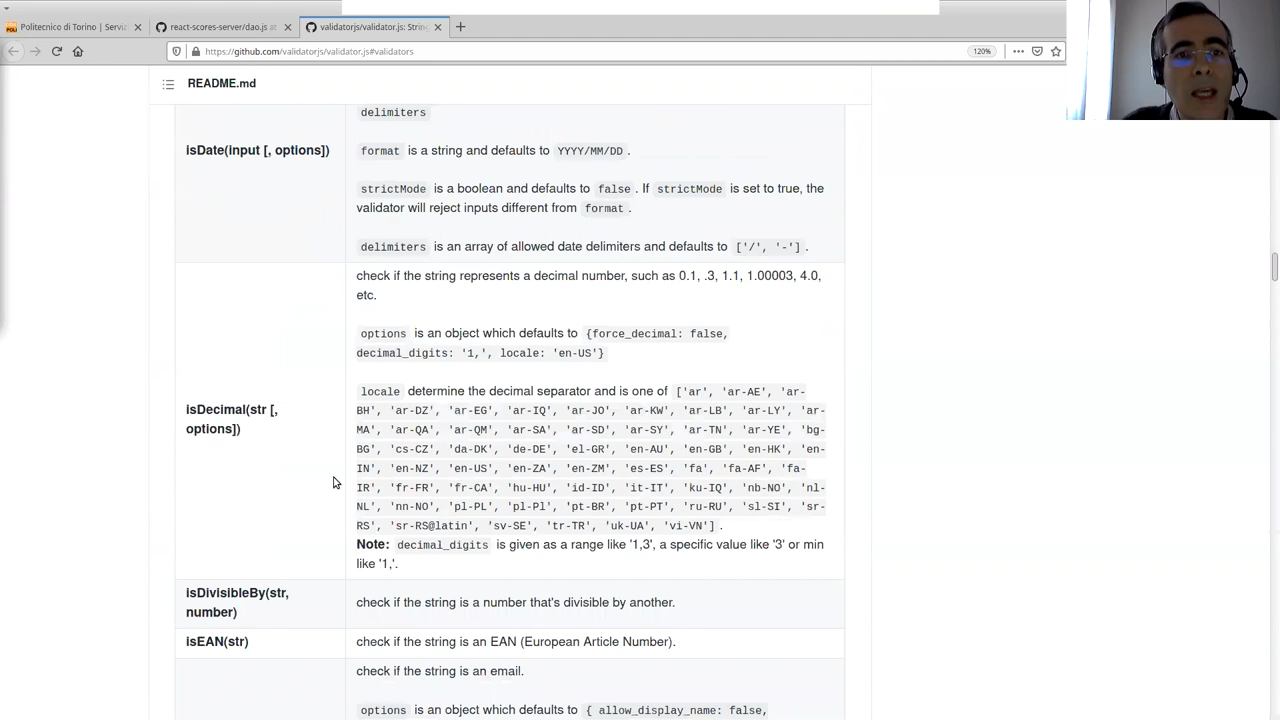 Politecnico di Torino | Serviz
react-scores-server/dao.js at
validatorjs/validator.js: String
https://github.com/validatorjs/validator.js#validators
120%
README.md
delimiters
isDate(input [, options])
format is a string and defaults to YYYY/MM/DD .
strictMode is a boolean and defaults to false . If strictMode is set to true, the
validator will reject inputs different from format .
delimiters is an array of allowed date delimiters and defaults to ['/', '-'] .
check if the string represents a decimal number, such as 0.1, .3, 1.1, 1.00003, 4.0,
etc.
options is an object which defaults to {force_decimal: false,
decimal_digits: '1,', locale: 'en-US'}
locale determine the decimal separator and is one of ['ar', 'ar-AE', 'ar-
isDecimal(str [,
options])
BH', 'ar-DZ', 'ar-EG', 'ar-IQ', 'ar-JO', 'ar-KW', 'ar-LB', 'ar-LY', 'ar-
MA', 'ar-QA', 'ar-QM', 'ar-SA', 'ar-SD', 'ar-SY', 'ar-TN', 'ar-YE', 'bg-
BG', 'cs-CZ', 'da-DK', 'de-DE', 'el-GR', 'en-AU', 'en-GB', 'en-HK', 'en-
IN', 'en-NZ', 'en-US', 'en-ZA', 'en-ZM', 'es-ES', 'fa', 'fa-AF', 'fa-
IR', 'fr-FR', 'fr-CA', 'hu-HU', 'id-ID', 'it-IT', 'ku-IQ', 'nb-NO', 'nl-
NL', 'nn-NO', 'pl-PL', 'pl-Pl', 'pt-BR', 'pt-PT', 'ru-RU', 'sl-SI', 'sr-
RS', 'sr-RS@latin', 'sv-SE', 'tr-TR', 'uk-UA', 'vi-VN'] .
Note: decimal_digits is given as a range like '1,3', a specific value like '3' or min
like '1,'.
isDivisibleBy(str,
number)
check if the string is a number that's divisible by another.
isEAN(str)
check if the string is an EAN (European Article Number).
check if the string is an email.
options is an object which defaults to { allow_display_name: false,